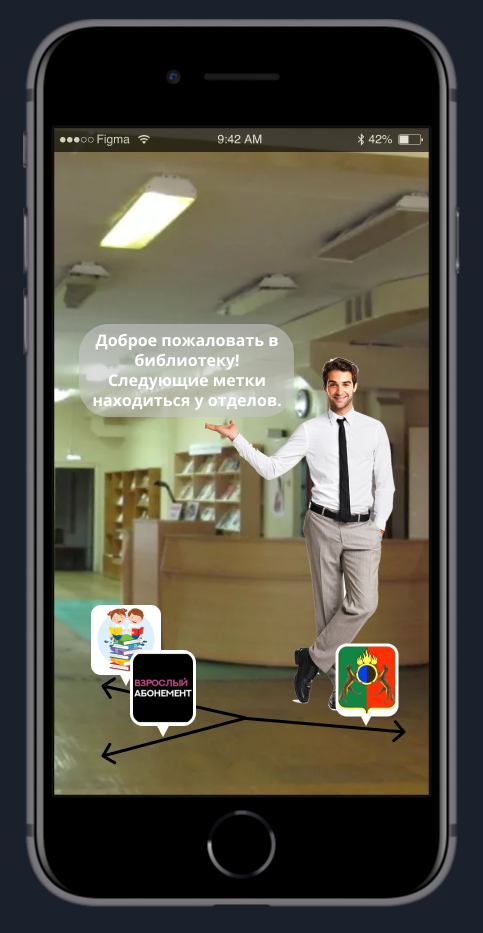 ●●●○○ Figma 9:42 AM 42%
Доброе пожаловать в
библиотеку!
Следующие метки
находиться у отделов.
ВЗРОСЛЫЙ
АБОНЕМЕНТ